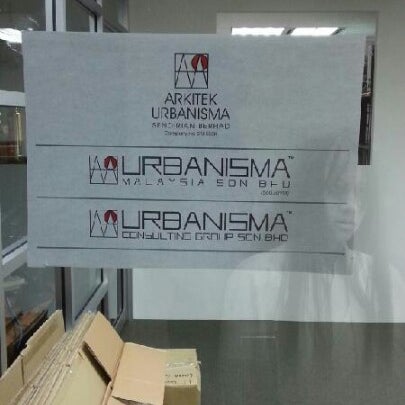 ARKITEK
URBANISMA
SENDIRIAN BERHAD
URBANISMA™
MALAYSIA SDN BHD
URBANISMA™
CONSULTING GROUP SDN BHD